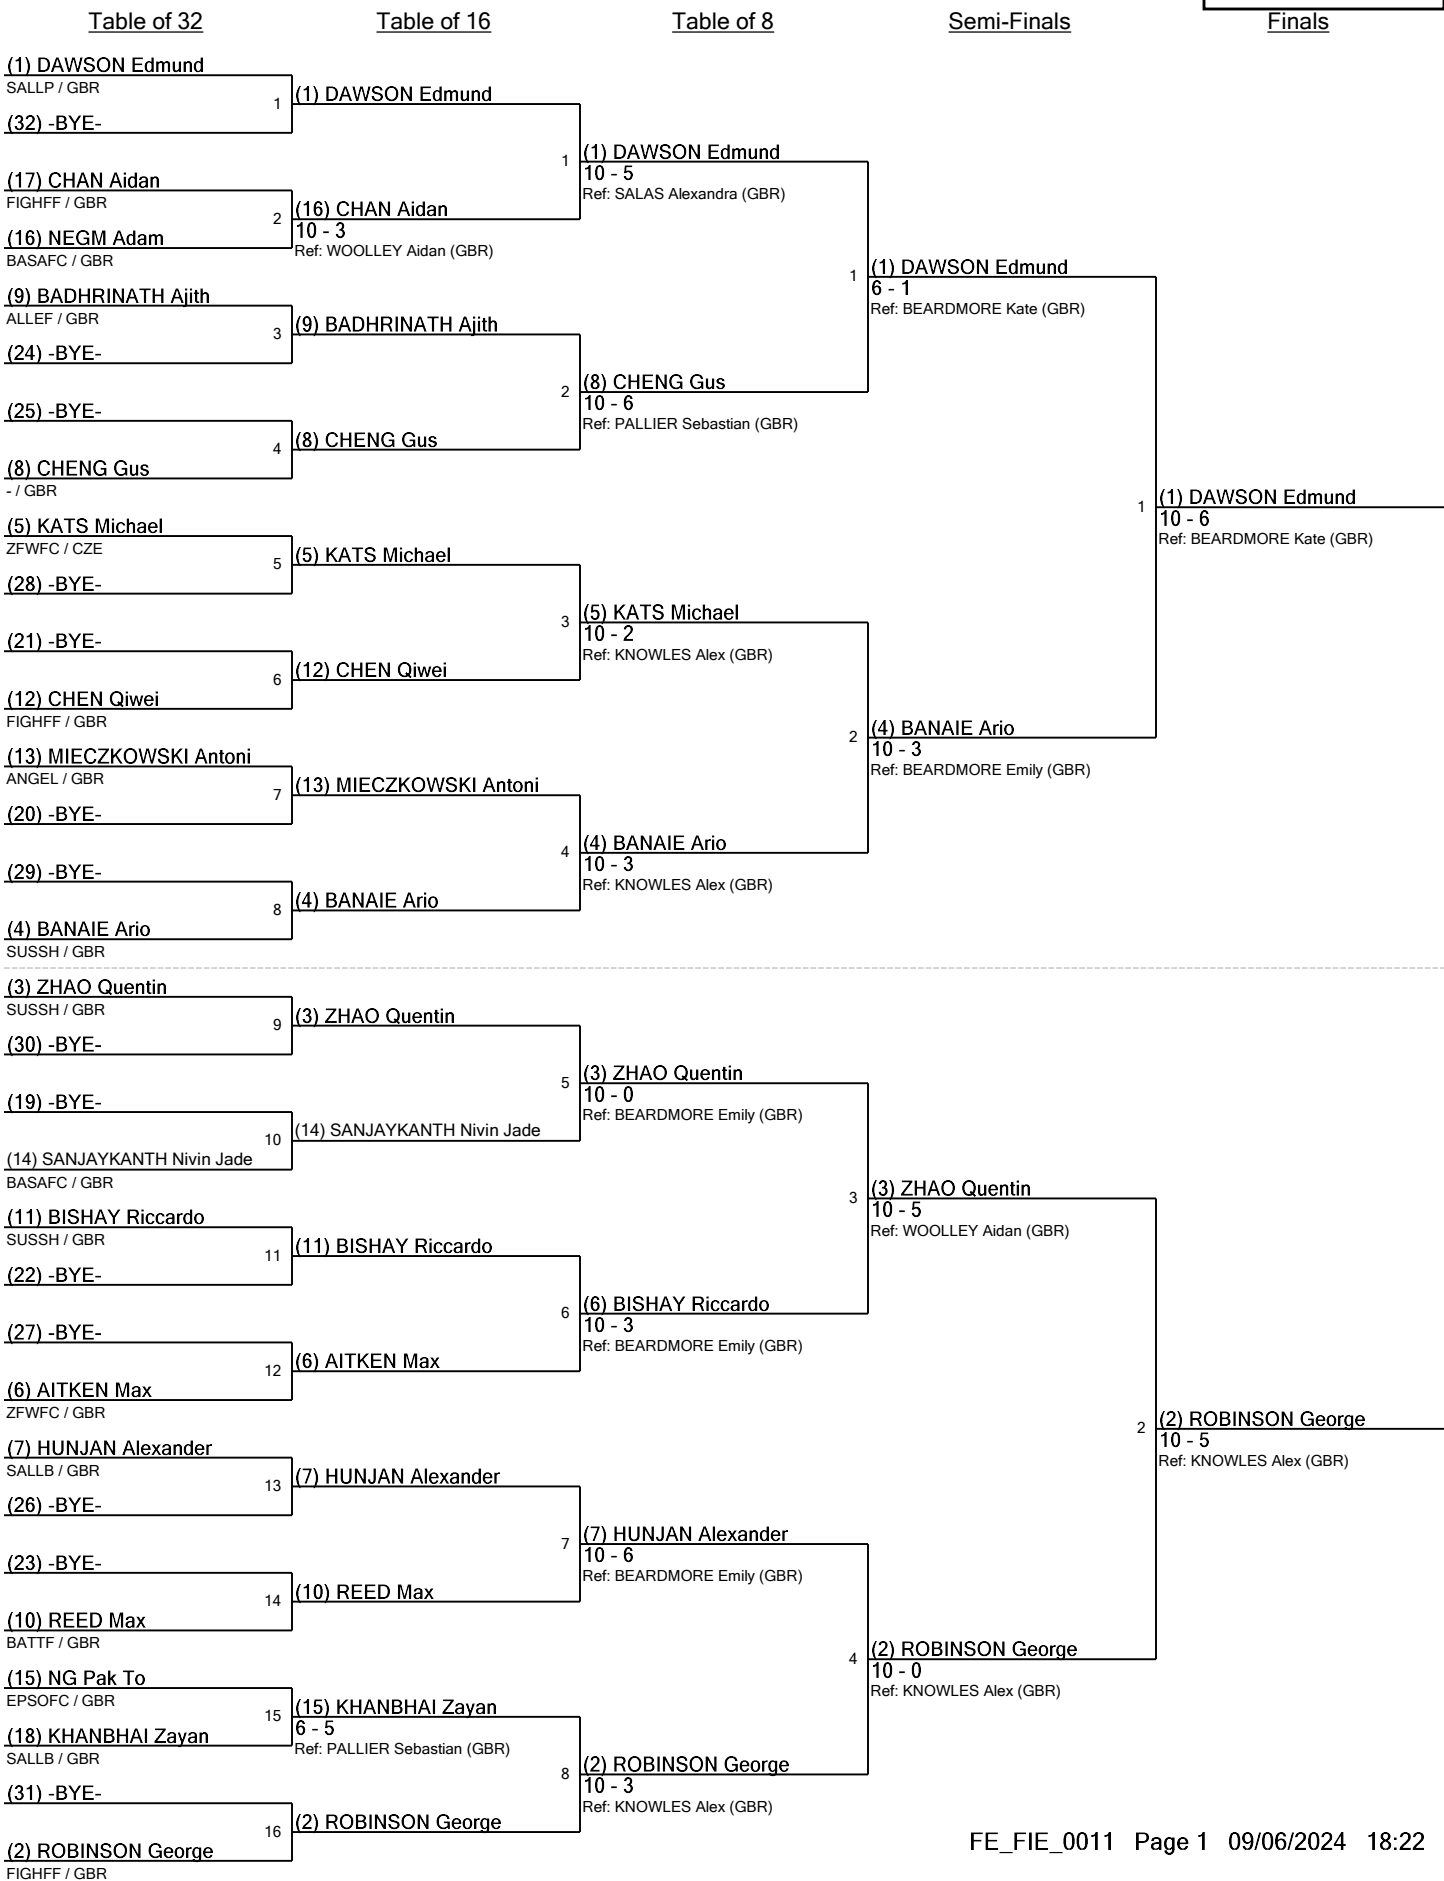 Table of 32
Table of 16
Table of 8
Semi-Finals
Finals
(1) DAWSON Edmund
SALLP / GBR
1
(32) -BYE-
(17) CHAN Aidan
FIGHFF / GBR
2
(16) NEGM Adam
BASAFC / GBR
(9) BADHRINATH Ajith
ALLEF / GBR
3
(24) -BYE-
(25) -BYE-
4
(8) CHENG Gus
- / GBR
(5) KATS Michael
ZFWFC / CZE
5
(28) -BYE-
(21) -BYE-
6
(12) CHEN Qiwei
FIGHFF / GBR
(13) MIECZKOWSKI Antoni
ANGEL / GBR
7
(20) -BYE-
(29) -BYE-
8
(4) BANAIE Ario
SUSSH / GBR
(3) ZHAO Quentin
SUSSH / GBR
9
(30) -BYE-
(19) -BYE-
10
(14) SANJAYKANTH Nivin Jade
BASAFC / GBR
(11) BISHAY Riccardo
SUSSH / GBR
11
(22) -BYE-
(27) -BYE-
12
(6) AITKEN Max
ZFWFC / GBR
(7) HUNJAN Alexander
SALLB / GBR
13
(26) -BYE-
(23) -BYE-
14
(10) REED Max
BATTF / GBR
(15) NG Pak To
EPSOFC / GBR
15
(18) KHANBHAI Zayan
SALLB / GBR
(31) -BYE-
16
(2) ROBINSON George
FIGHFF / GBR
(1) DAWSON Edmund
1
(16) CHAN Aidan
10 - 3
Ref: WOOLLEY Aidan (GBR)
(9) BADHRINATH Ajith
2
(8) CHENG Gus
(5) KATS Michael
3
(12) CHEN Qiwei
(13) MIECZKOWSKI Antoni
4
(4) BANAIE Ario
(3) ZHAO Quentin
5
(14) SANJAYKANTH Nivin Jade
(11) BISHAY Riccardo
6
(6) AITKEN Max
(7) HUNJAN Alexander
7
(10) REED Max
(15) KHANBHAI Zayan
6 - 5
Ref: PALLIER Sebastian (GBR)
8
(2) ROBINSON George
(1) DAWSON Edmund
10 - 5
Ref: SALAS Alexandra (GBR)
1
(8) CHENG Gus
10 - 6
Ref: PALLIER Sebastian (GBR)
(5) KATS Michael
10 - 2
Ref: KNOWLES Alex (GBR)
2
(4) BANAIE Ario
10 - 3
Ref: KNOWLES Alex (GBR)
(3) ZHAO Quentin
10 - 0
Ref: BEARDMORE Emily (GBR)
3
(6) BISHAY Riccardo
10 - 3
Ref: BEARDMORE Emily (GBR)
(7) HUNJAN Alexander
10 - 6
Ref: BEARDMORE Emily (GBR)
4
(2) ROBINSON George
10 - 3
Ref: KNOWLES Alex (GBR)
(1) DAWSON Edmund
6 - 1
Ref: BEARDMORE Kate (GBR)
1
(4) BANAIE Ario
10 - 3
Ref: BEARDMORE Emily (GBR)
(3) ZHAO Quentin
10 - 5
Ref: WOOLLEY Aidan (GBR)
2
(2) ROBINSON George
10 - 0
Ref: KNOWLES Alex (GBR)
(1) DAWSON Edmund
10 - 6
Ref: BEARDMORE Kate (GBR)
(2) ROBINSON George
10 - 5
Ref: KNOWLES Alex (GBR)
FE_FIE_0011 Page 1 09/06/2024 18:22